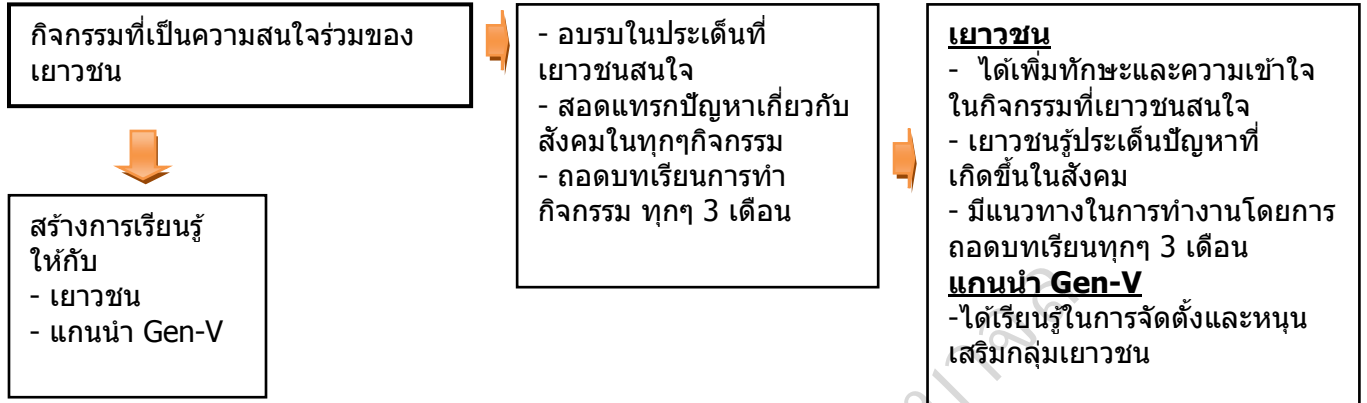 กิจกรรมที่เป็นความสนใจร่วมของ
เยาวชน
สร้างการเรียนรู้
ให้กับ
- เยาวชน
- แกนนำ Gen-V
- อบรบในประเด็นที่
เยาวชนสนใจ
- สอดแทรกปัญหาเกี่ยวกับ
สังคมในทุกๆกิจกรรม
- ถอดบทเรียนการทำ
กิจกรรม ทุกๆ 3 เดือน
เยาวชน
- ได้เพิ่มทักษะและความเข้าใจ
ในกิจกรรมที่เยาวชนสนใจ
- เยาวชนรู้ประเด็นปัญหาที่
เกิดขึ้นในสังคม
- มีแนวทางในการทำงานโดยการ
ถอดบทเรียนทุกๆ 3 เดือน
แกนนำ Gen-V
-ได้เรียนรู้ในการจัดตั้งและหนุน
เสริมกลุ่มเยาวชน